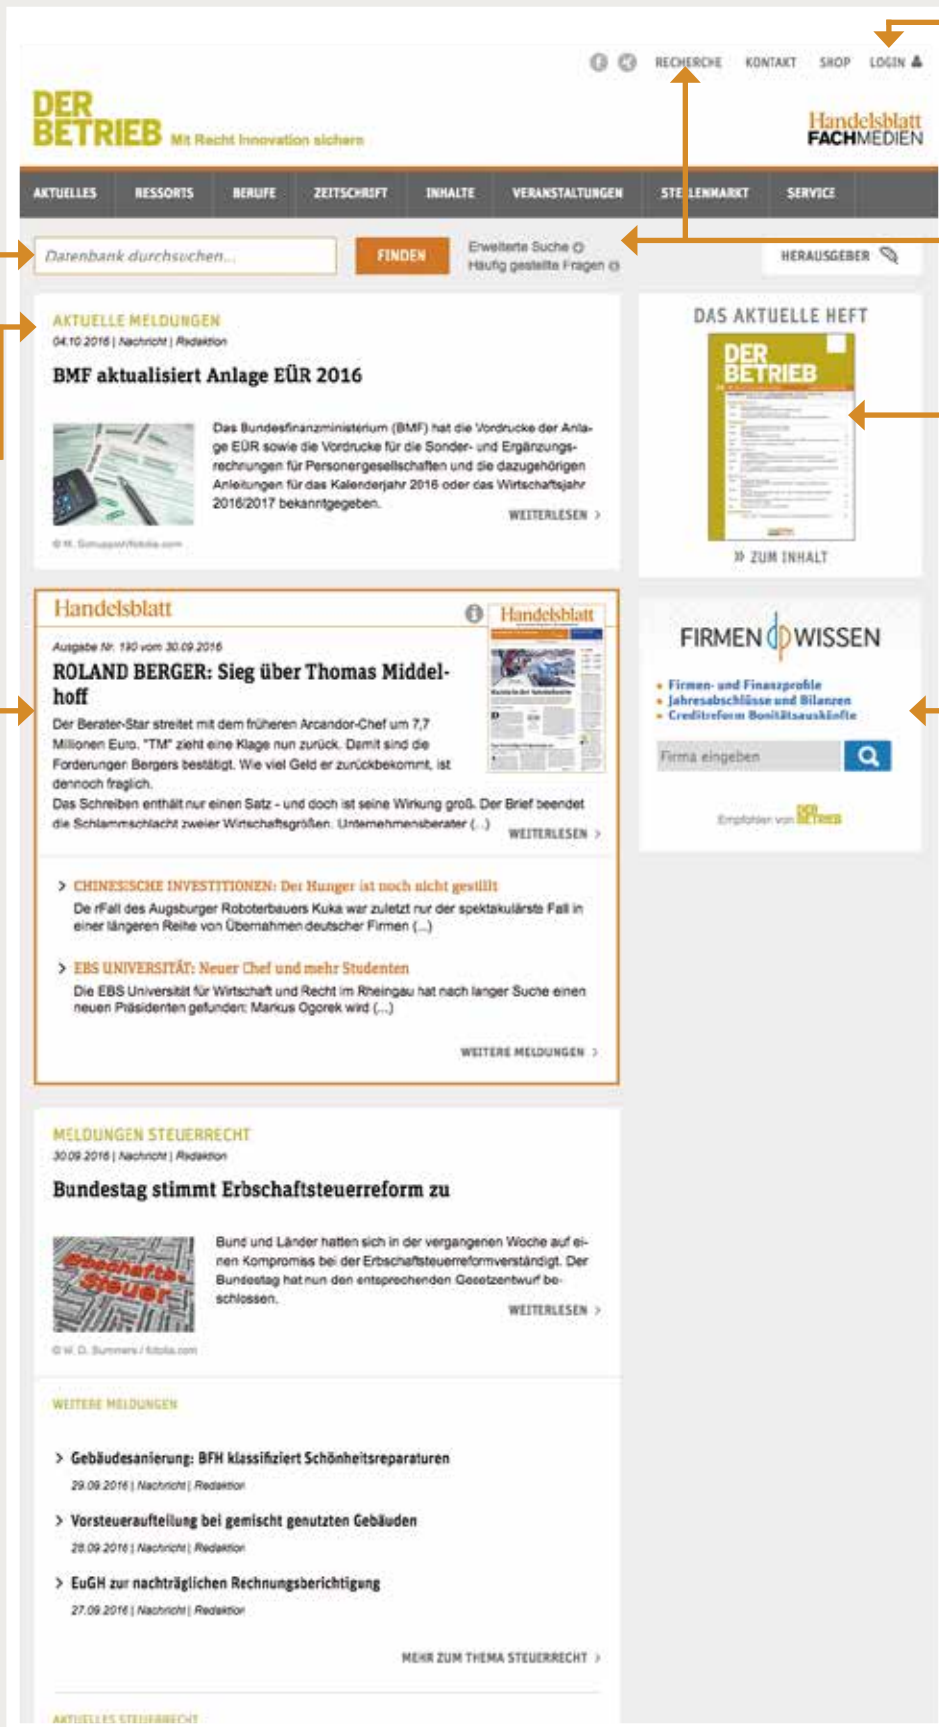 RECHERCHE KONTAKT SHOP LOGIN
DER
BETRIEB Mit Recht Innovation sichern
Handelsblatt
FACHMEDIEN
AKTUELLES RESSORTS BERUFE ZEITSCHRIFT INHALTE VERANSTALTUNGEN STELLENMARKT SERVICE
Datenbank durchsuchen...
FINDEN
Erweiterte Suche
Häufig gestellte Fragen
HERAUSGEBER
AKTUELLE MELDUNGEN
04.10.2016 | Nachricht | Redaktion
BMF aktualisiert Anlage EÜR 2016
Das Bundesfinanzministerium (BMF) hat die Vordrucke der Anla-
ge EÜR sowie die Vordrucke für die Sonder- und Ergänzungs-
rechnungen für Personengesellschaften und die dazugehörigen
Anleitungen für das Kalenderjahr 2016 oder das Wirtschaftsjahr
2016/2017 bekanntgegeben.
WEITERLESEN >
DAS AKTUELLE HEFT
DER
BETRIEB
» ZUM INHALT
Handelsblatt
Handelsblatt
Ausgabe Nr. 190 vom 30.09.2016
ROLAND BERGER: Sieg über Thomas Middel-
hoff
Der Berater-Star streitet mit dem früheren Arcandor-Chef um 7,7
Millionen Euro. "TM" zieht eine Klage nun zurück. Damit sind die
Forderungen Bergers bestätigt. Wie viel Geld er zurückbekommt, ist
dennoch fraglich.
Das Schreiben enthält nur einen Satz - und doch ist seine Wirkung groß. Der Brief beendet
die Schlammschlacht zweier Wirtschaftsgrößen. Unternehmensberater (...)
WEITERLESEN >
> CHINESISCHE INVESTITIONEN: Der Hunger ist noch nicht gestillt
De rFall des Augsburger Roboterbauers Kuka war zuletzt nur der spektakulärste Fall in
einer längeren Reihe von Übernahmen deutscher Firmen (...)
> EBS UNIVERSITÄT: Neuer Chef und mehr Studenten
Die EBS Universität für Wirtschaft und Recht im Rheingau hat nach langer Suche einen
neuen Präsidenten gefunden: Markus Ogorek wird (...)
WEITERE MELDUNGEN >
FIRMEN WISSEN
Firmen- und Finanzprofile
Jahresabschlüsse und Bilanzen
Creditreform Bonitätsauskünfte
Firma eingeben
Empfohlen von DER BETRIEB
MELDUNGEN STEUERRECHT
30.09.2016 | Nachricht | Redaktion
Bundestag stimmt Erbschaftsteuerreform zu
Erbschafts-
Steuer
Bund und Länder hatten sich in der vergangenen Woche auf ei-
nen Kompromiss bei der Erbschaftsteuerreformverständigt. Der
Bundestag hat nun den entsprechenden Gesetzentwurf be-
schlossen.
WEITERLESEN >
© W. D. Summers / fotolia.com
WEITERE MELDUNGEN
> Gebäudesanierung: BFH klassifiziert Schönheitsreparaturen
29.09.2016 | Nachricht | Redaktion
> Vorsteueraufteilung bei gemischt genutzten Gebäuden
28.09.2016 | Nachricht | Redaktion
> EuGH zur nachträglichen Rechnungsberichtigung
27.09.2016 | Nachricht | Redaktion
MEHR ZUM THEMA STEUERRECHT >
AKTUELLES STEUERRECHT